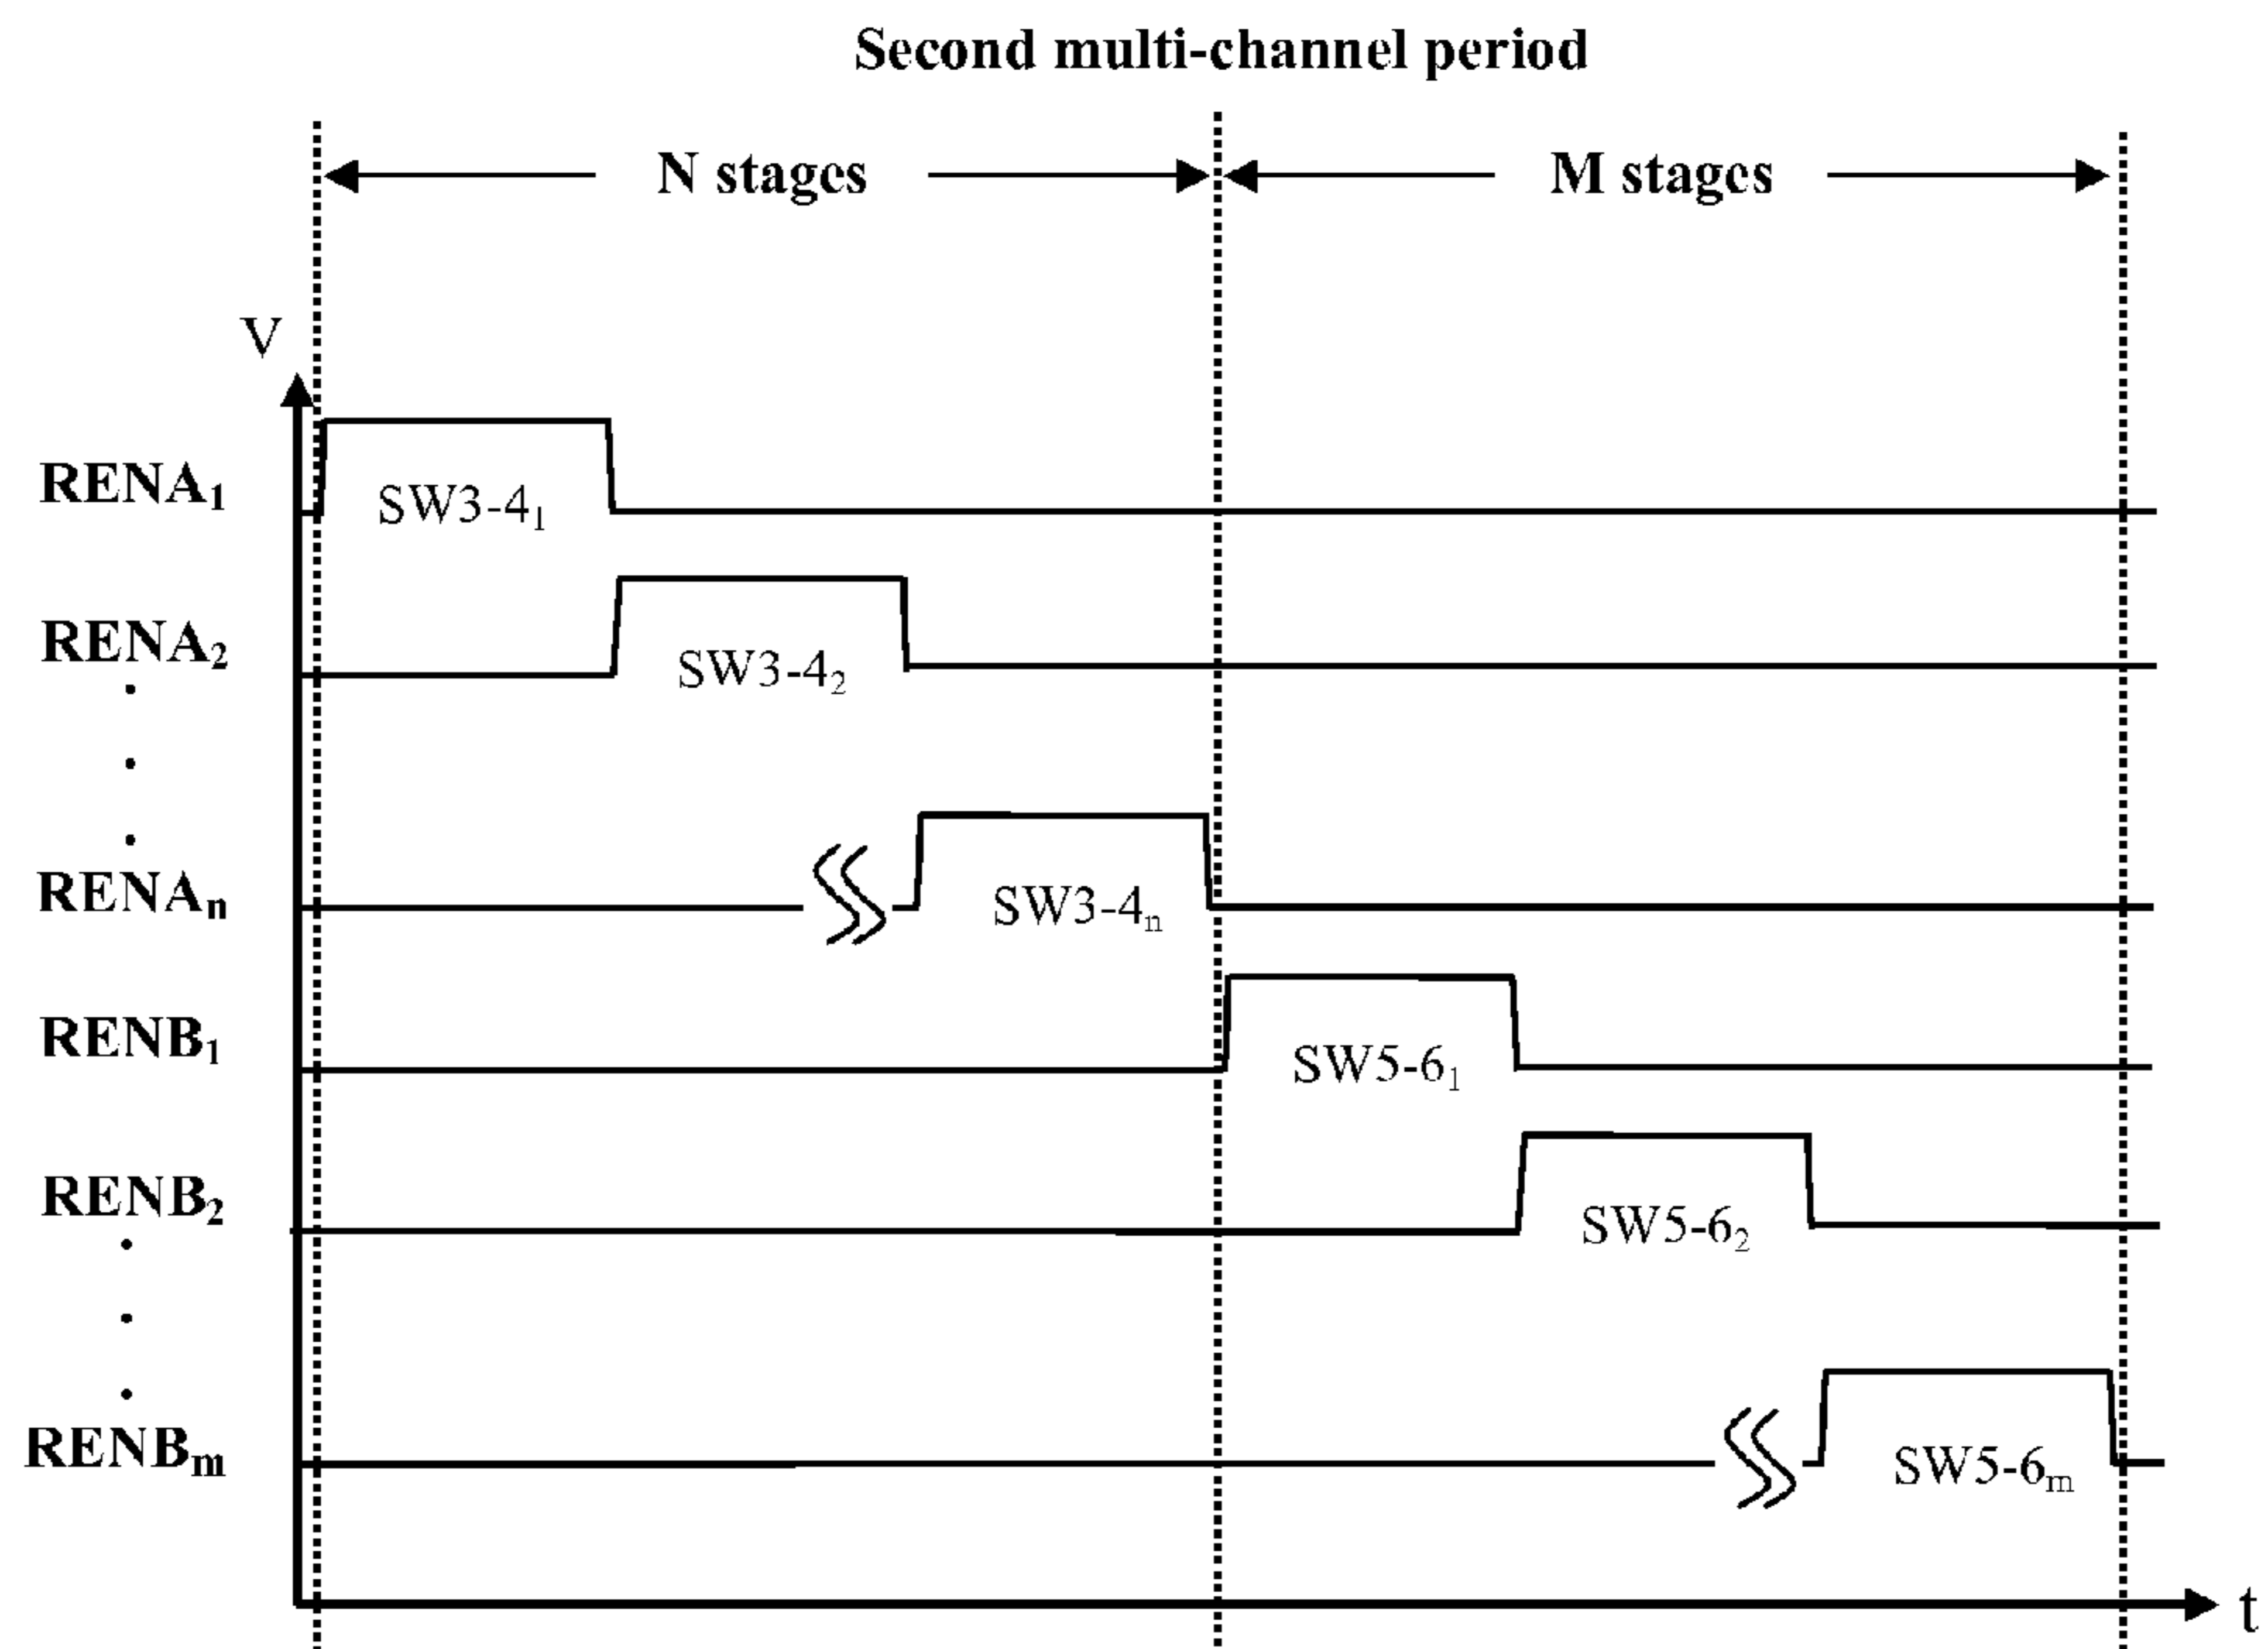 Second multi-channel period
N stages M stages
V
RENA₁ SW3-4₁
RENA₂ SW3-4₂
.
.
.
RENAₙ SW3-4ₙ
RENB₁ SW5-6₁
RENB₂ SW5-6₂
.
.
.
RENBₘ SW5-6ₘ
t